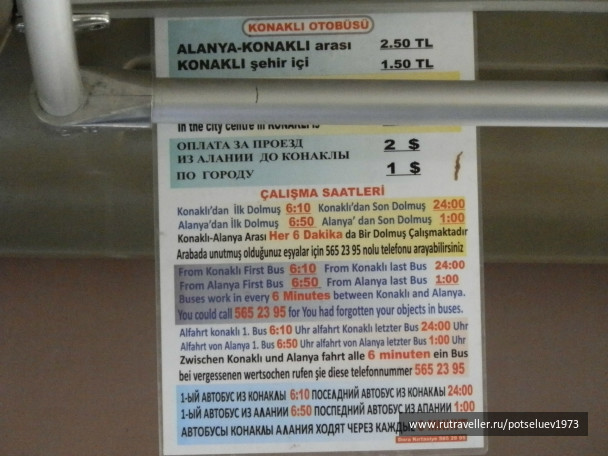 KONAKLI OTOBÜSÜ
ALANYA-KONAKLI arası 2.50 TL
KONAKLI şehir içi 1.50 TL
in the city centre in KONAKLI is
ОПЛАТА ЗА ПРОЕЗД
ИЗ АЛАНИИ ДО КОНАКЛЫ 2 $
ПО ГОРОДУ 1 $
ÇALIŞMA SAATLERİ
Konaklı'dan İlk Dolmuş 6:10 Konaklı'dan Son Dolmuş 24:00
Alanya'dan İlk Dolmuş 6:50 Alanya' dan Son Dolmuş 1:00
Konaklı-Alanya Arası Her 6 Dakika da Bir Dolmuş Çalışmaktadır
Arabada unutmuş olduğunuz eşyalar için 565 23 95 nolu telefonu arayabilirsiniz
From Konaklı First Bus 6:10 From Konaklı last Bus 24:00
From Alanya First Bus 6:50 From Alanya last Bus 1:00
Buses work in every 6 Minutes between Konaklı and Alanya.
You could call 565 23 95 for You had forgotten your objects in buses.
Alfahrt konaklı 1. Bus 6:10 Uhr alfahrt Konaklı letzter Bus 24:00 Uhr
Alfahrt von Alanya 1. Bus 6:50 Uhr alfahrt von Alanya letzter Bus 1:00 Uhr
Zwischen Konaklı und Alanya fahrt alle 6 minuten ein Bus
bei vergessenen wertsochen rufen şie diese telefonnummer 565 23 95
1-ЫЙ АВТОБУС ИЗ КОНАКЛЫ 6:10 ПОСЕЛДНИЙ АВТОБУС ИЗ КОНАКЛЫ 24:00
1-ЫЙ АВТОБУС ИЗ АЛАНИИ 6:50 ПОСПЕДНИЙ АВТОБУС ИЗ АПАНИИ 1:00
АВТОБУСЫ КОНАКЛЫ АЛАНИЯ ХОДЯТ ЧЕРЕЗ КАЖДЫ
www.rutraveller.ru/potseluev1973